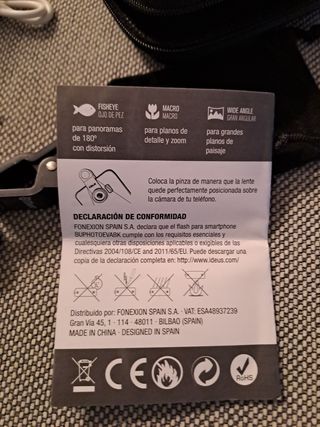 FISHEYE
OJO DE PEZ
para panoramas
de 180º
con distorsión
MACRO
MACRO
para planos de
detalle y zoom
WIDE ANGLE
GRAN ANGULAR
para grandes
planos de
paisaje
Coloca la pinza de manera que la lente
quede perfectamente posicionada sobre
la cámara de tu teléfono.
DECLARACIÓN DE CONFORMIDAD
FONEXION SPAIN S.A. declara que el flash para smartphone
BUPHOTOEVABK cumple con los requisitos esenciales y
cualesquiera otras disposiciones aplicables o exigibles de las
Directivas 2004/108/CE and 2011/65/EU. Puede descargar una
copia de la declaración completa en: http://www.ideus.com/
Distribuido por: FONEXION SPAIN S.A. · VAT: ESA48937239
Gran Vía 45, 1 · 114 · 48011 · BILBAO (SPAIN)
MADE IN CHINA · DESIGNED IN SPAIN
CE
RoHS